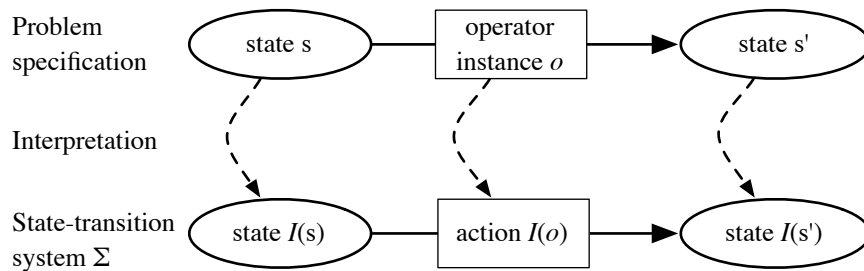 Problem
specification
state s
operator
instance o
state s'
Interpretation
State-transition
system Σ
state I(s)
action I(o)
state I(s')